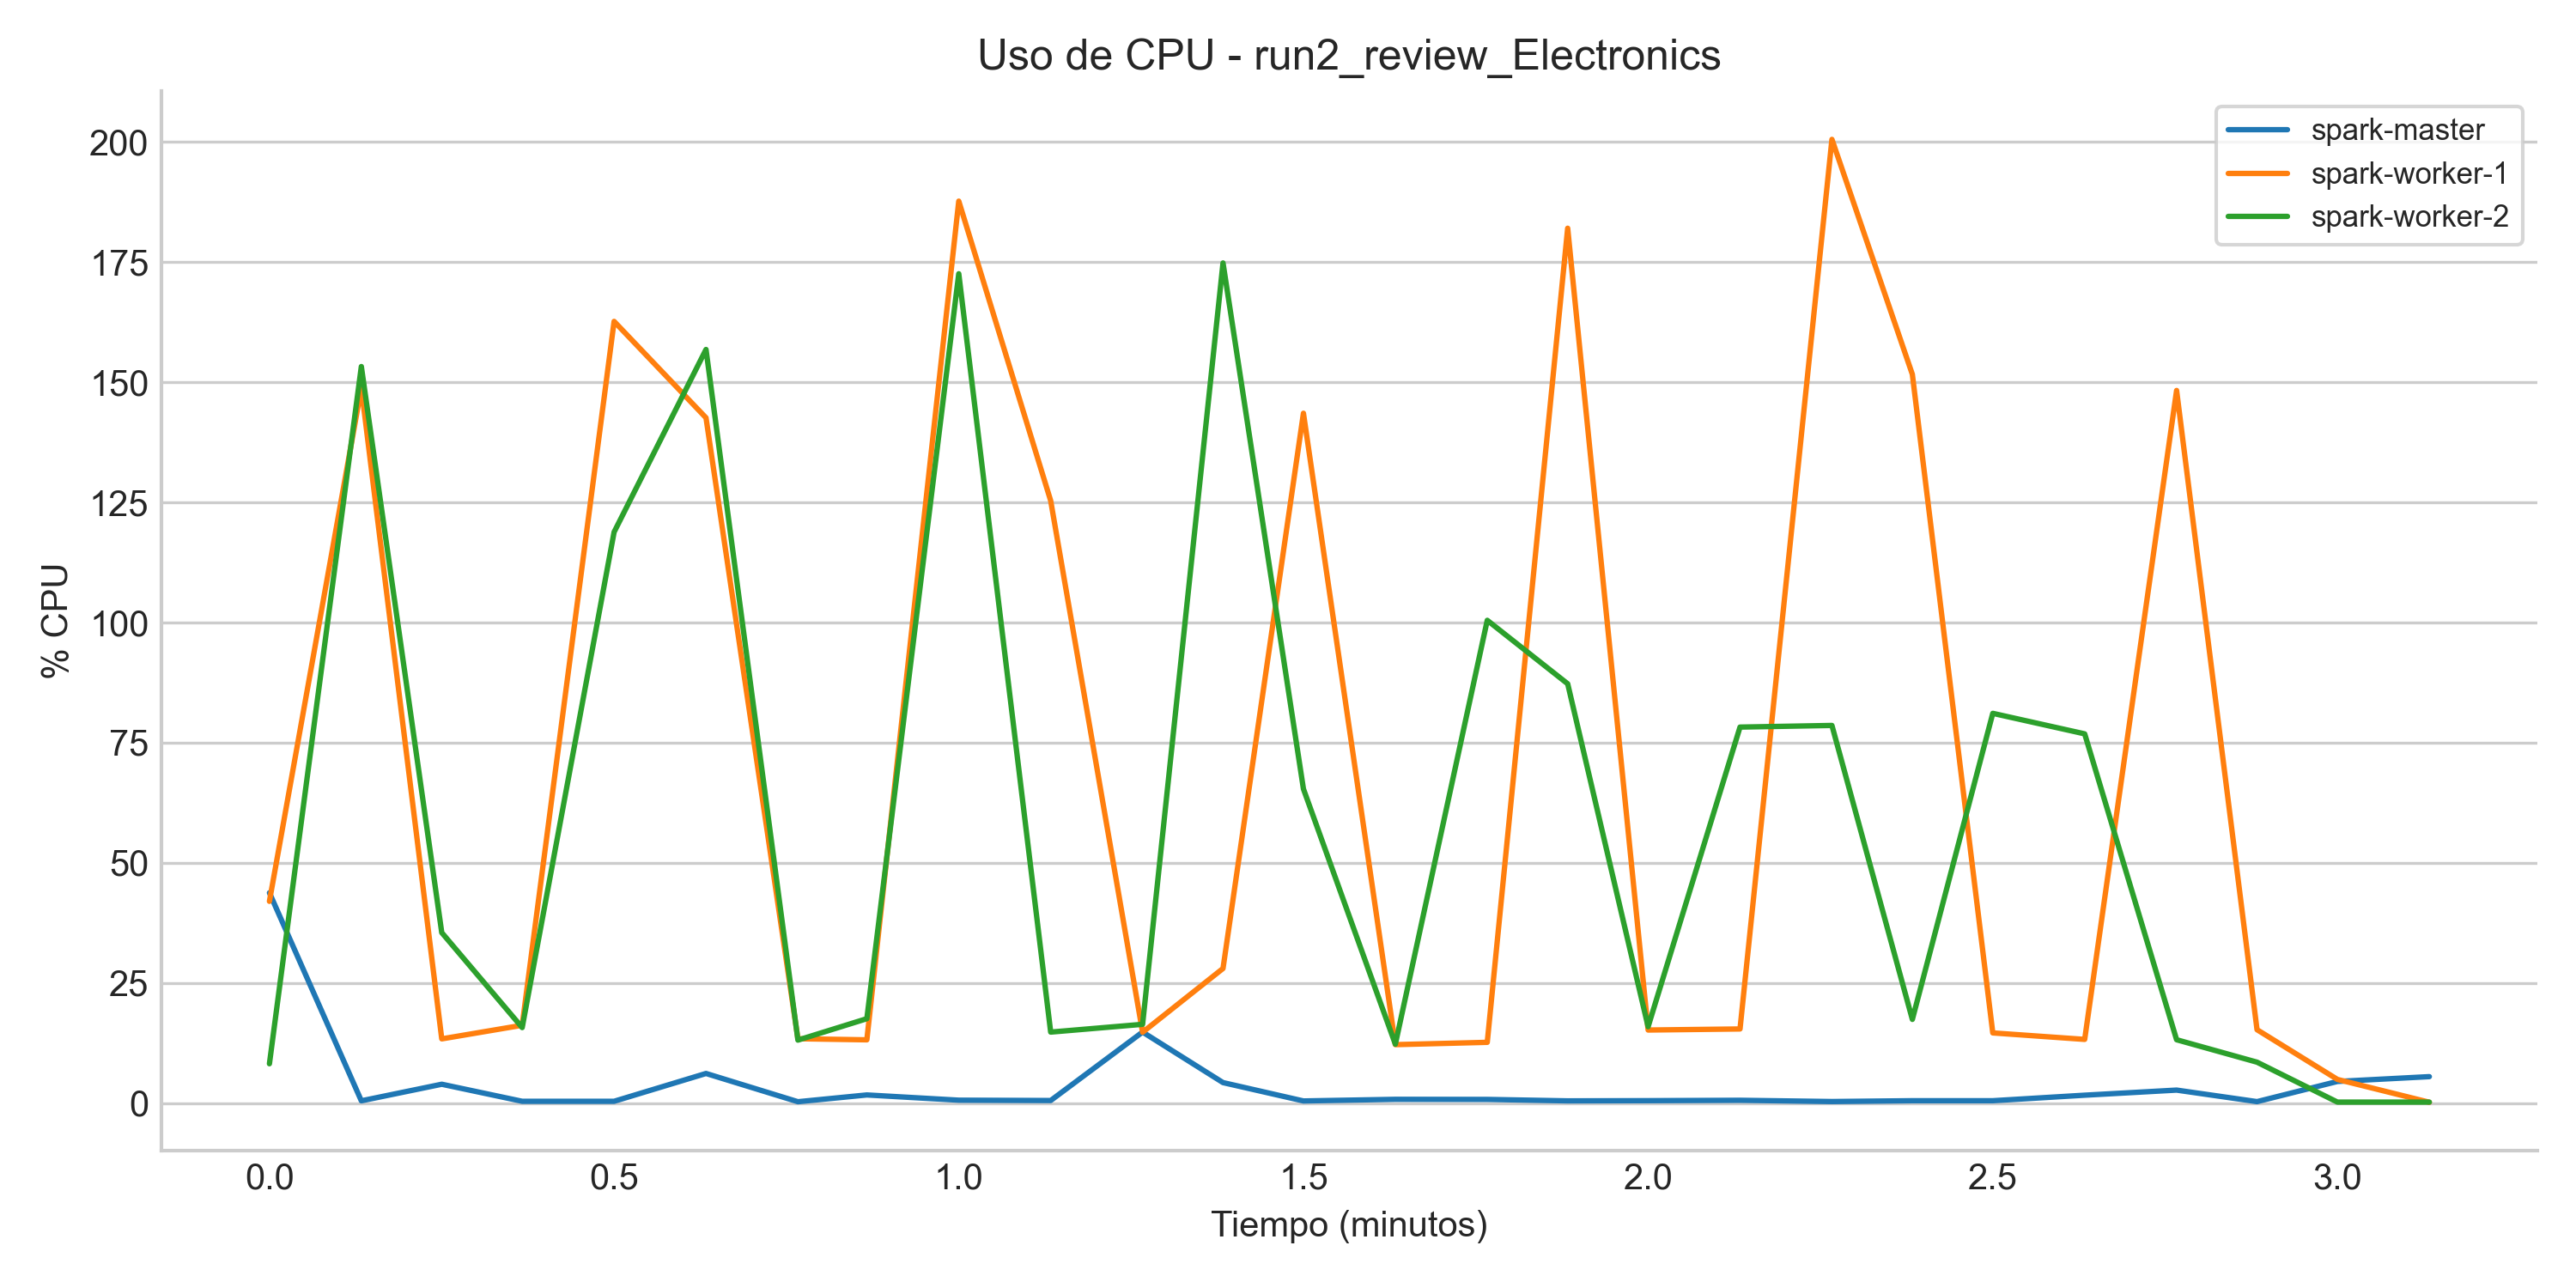 Uso de CPU - run2_review_Electronics
spark-master
spark-worker-1
spark-worker-2
200
175
150
125
100
75
50
25
0
% CPU
0.0 0.5 1.0 1.5 2.0 2.5 3.0
Tiempo (minutos)